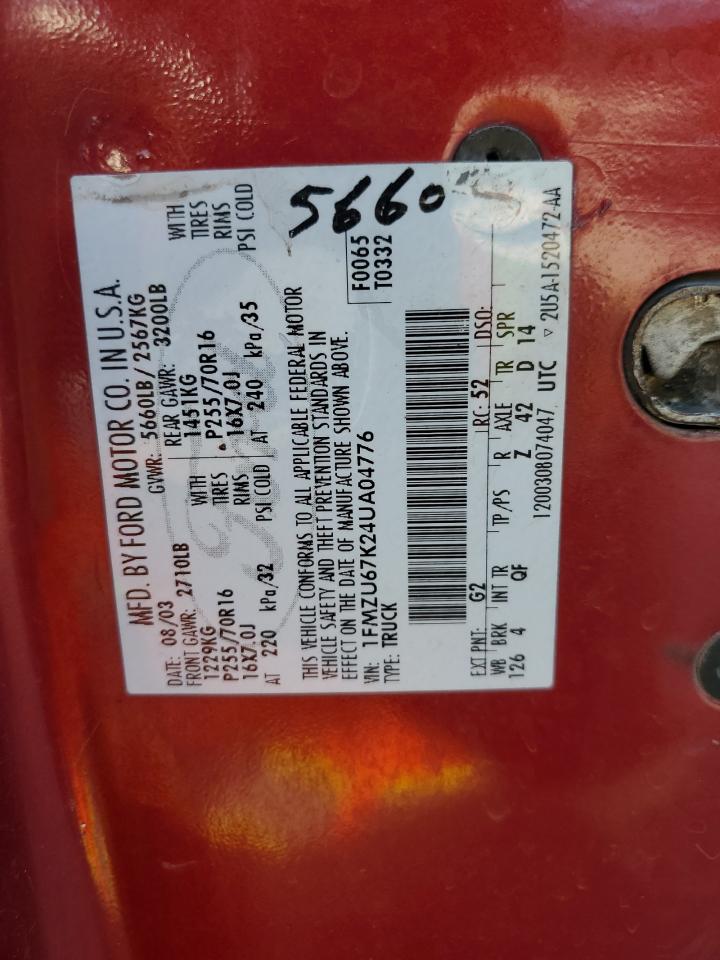 MFD. BY FORD MOTOR CO. IN U.S.A.
DATE: 08/03 GVWR: 5660LB/2567KG
FRONT GAWR: 2710LB REAR GAWR: 3200LB
1229KG WITH 1451KG WITH
P255/70R16 TIRES P255/70R16 TIRES
16X7.0J RIMS 16X7.0J RIMS
AT 220 kPa/32 PSI COLD AT 240 kPa/35 PSI COLD
5660
THIS VEHICLE CONFORMS TO ALL APPLICABLE FEDERAL MOTOR
VEHICLE SAFETY AND THEFT PREVENTION STANDARDS IN
EFFECT ON THE DATE OF MANUFACTURE SHOWN ABOVE.
VIN: 1FMZU67K24UA04776
TYPE: TRUCK
F0065
T0332
EXT PNT: G2 RC: 52 DSO:
WB BRK INT TR TP/PS R AXLE TR SPR
126 4 QF Z 42 D 14
1200308074047 UTC ▽ 2U5A-1520472-AA